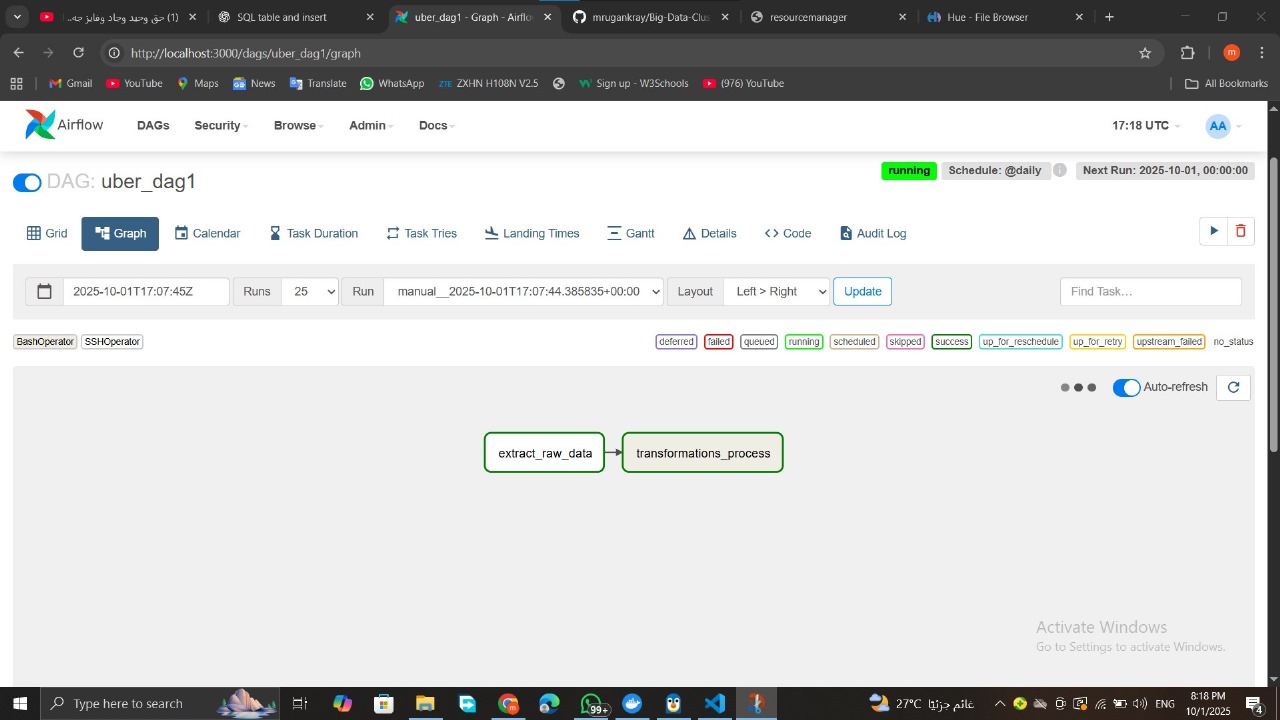 (1) حق وحيد وجاد وفايز جه..
SQL table and insert
uber_dag1 - Graph - Airflo
mrugankray/Big-Data-Clus
resourcemanager
Hue - File Browser
http://localhost:3000/dags/uber_dag1/graph
m
Gmail YouTube Maps News Translate WhatsApp ZTE ZXHN H108N V2.5 Sign up - W3Schools (976) YouTube All Bookmarks
Airflow DAGs Security Browse Admin Docs 17:18 UTC AA
DAG: uber_dag1
running Schedule: @daily i Next Run: 2025-10-01, 00:00:00
Grid Graph Calendar Task Duration Task Tries Landing Times Gantt Details Code Audit Log
2025-10-01T17:07:45Z Runs 25 Run manual__2025-10-01T17:07:44.385835+00:00 Layout Left > Right Update Find Task…
BashOperator SSHOperator deferred failed queued running scheduled skipped success up_for_reschedule up_for_retry upstream_failed no_status
Auto-refresh
extract_raw_data transformations_process
Activate Windows
Go to Settings to activate Windows.
Type here to search
99+
27°C غائم جزئيًا
ENG
8:18 PM
10/1/2025
4